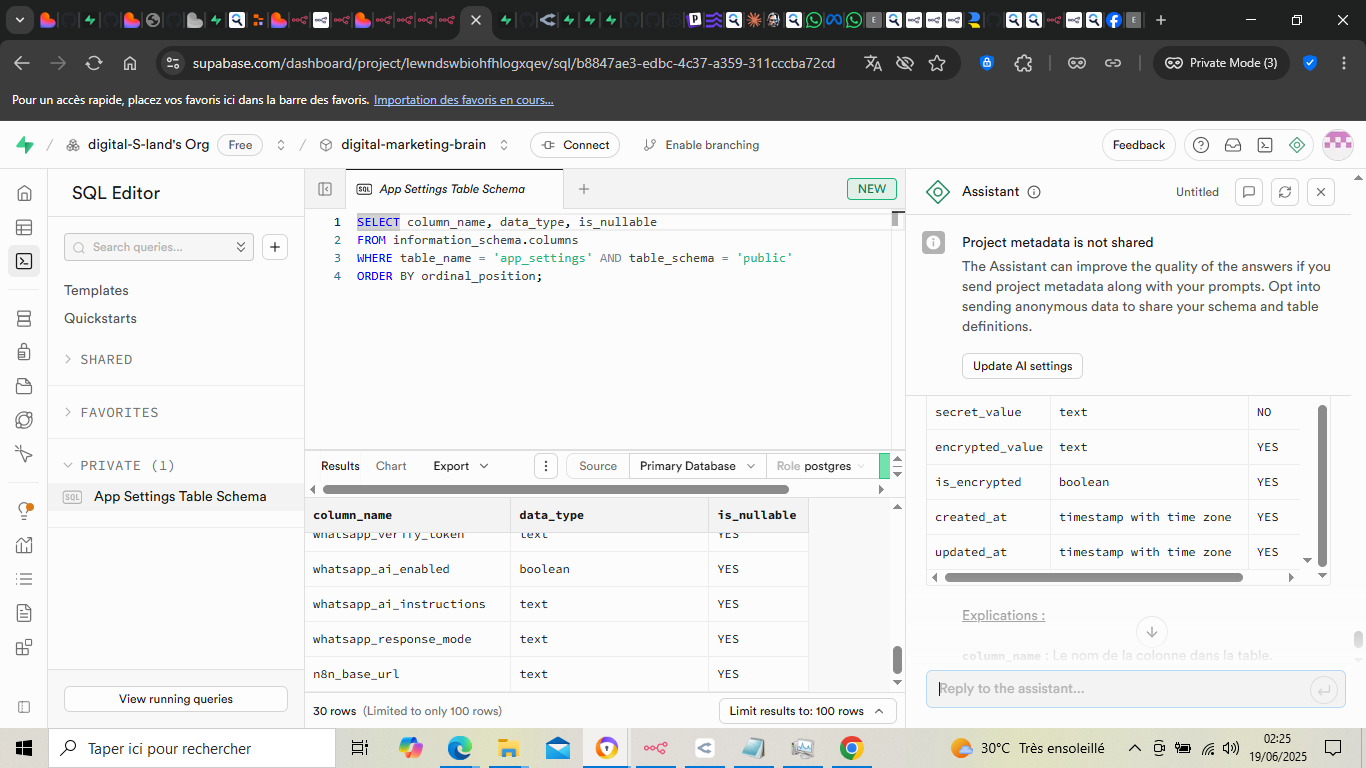 supabase.com/dashboard/project/lewndswbiohfhlogxqev/sql/b8847ae3-edbc-4c37-a359-311cccba72cd
Private Mode (3)
Pour un accès rapide, placez vos favoris ici dans la barre des favoris. Importation des favoris en cours...
digital-S-land's Org
Free
digital-marketing-brain
Connect
Enable branching
Feedback
SQL Editor
Search queries...
Templates
Quickstarts
SHARED
FAVORITES
PRIVATE (1)
SQL App Settings Table Schema
View running queries
SQL App Settings Table Schema
NEW
1 SELECT column_name, data_type, is_nullable
2 FROM information_schema.columns
3 WHERE table_name = 'app_settings' AND table_schema = 'public'
4 ORDER BY ordinal_position;
Results Chart Export Source Primary Database Role postgres
column_name data_type is_nullable
whatsapp_verify_token text YES
whatsapp_ai_enabled boolean YES
whatsapp_ai_instructions text YES
whatsapp_response_mode text YES
n8n_base_url text YES
30 rows (Limited to only 100 rows)
Limit results to: 100 rows
Assistant
Untitled
Project metadata is not shared
The Assistant can improve the quality of the answers if you
send project metadata along with your prompts. Opt into
sending anonymous data to share your schema and table
definitions.
Update AI settings
secret_value text NO
encrypted_value text YES
is_encrypted boolean YES
created_at timestamp with time zone YES
updated_at timestamp with time zone YES
Explications :
column_name : Le nom de la colonne dans la table.
Reply to the assistant...
Taper ici pour rechercher
30°C Très ensoleillé
02:25
19/06/2025